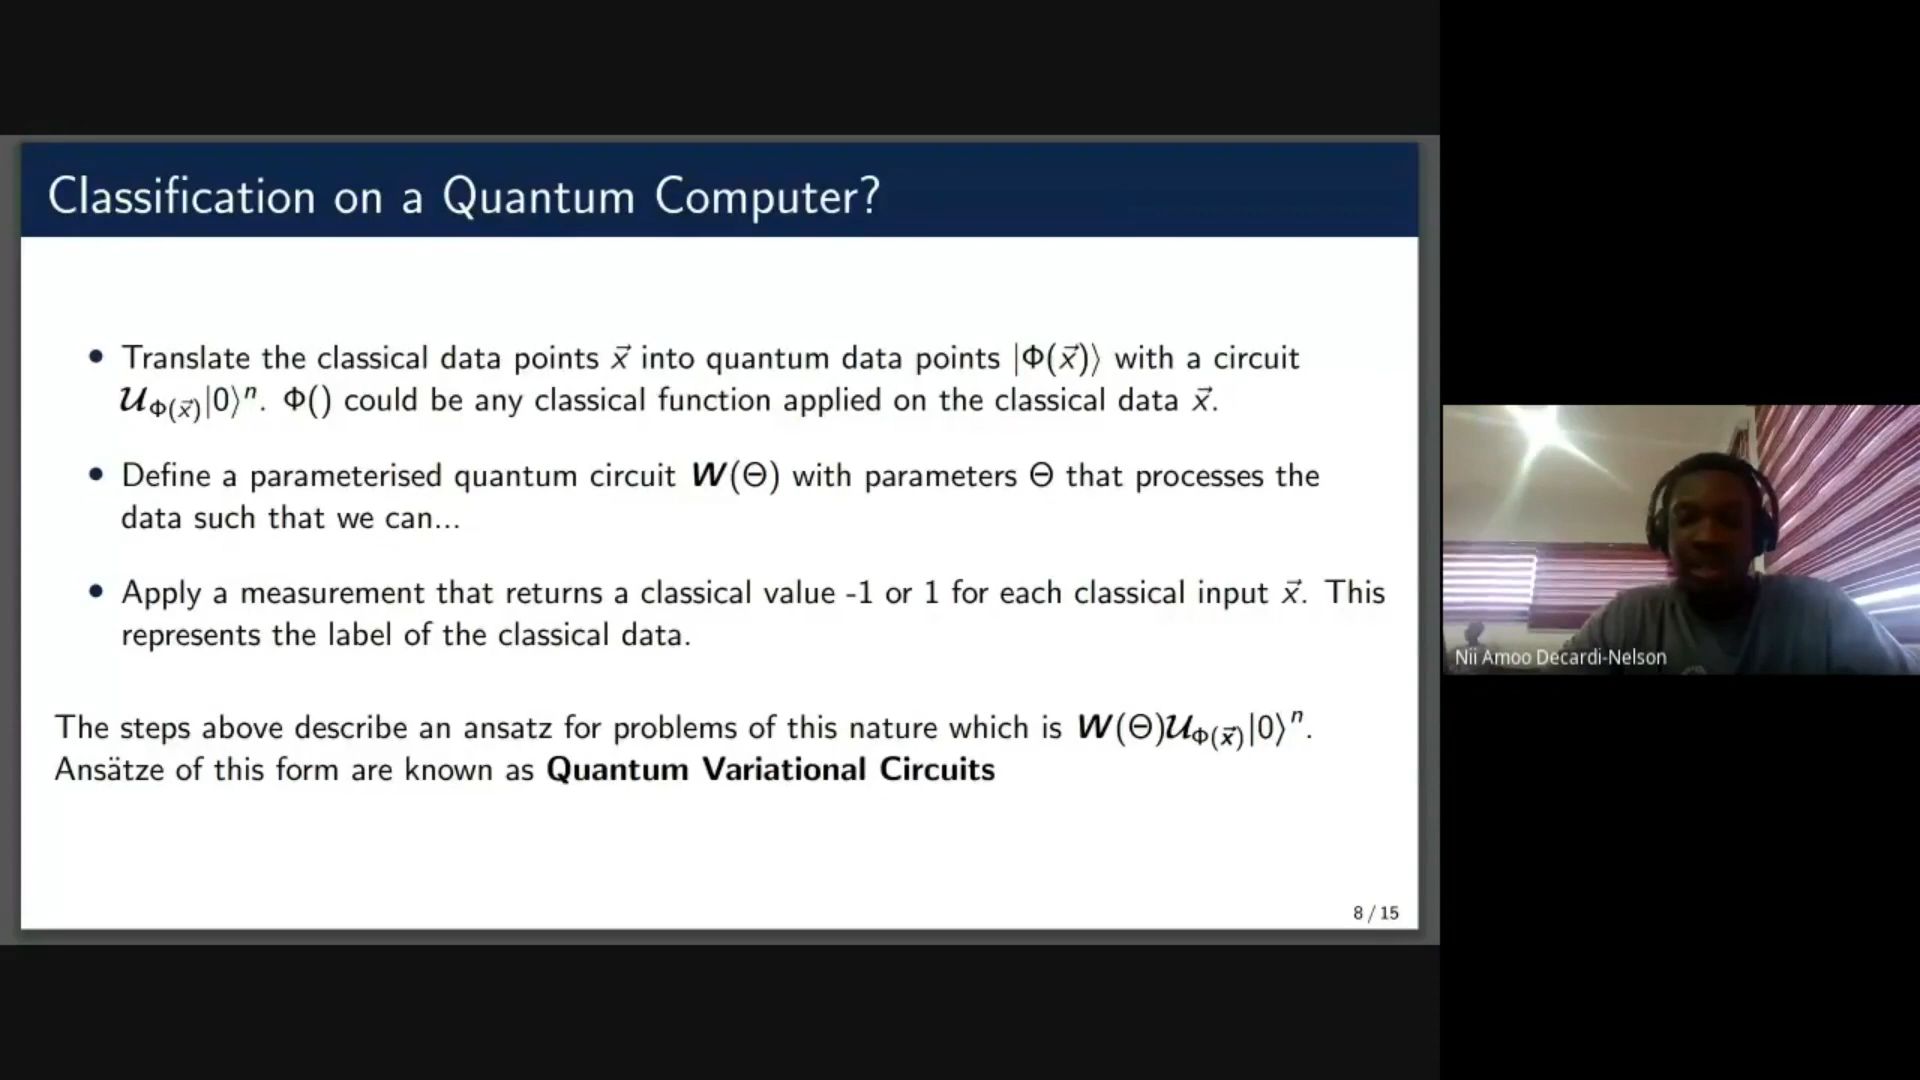 Classification on a Quantum Computer?
• Translate the classical data points x⃗ into quantum data points |Φ(x⃗)⟩ with a circuit
𝓤_Φ(x⃗)|0⟩ⁿ. Φ() could be any classical function applied on the classical data x⃗.
• Define a parameterised quantum circuit W(Θ) with parameters Θ that processes the
data such that we can...
• Apply a measurement that returns a classical value -1 or 1 for each classical input x⃗. This
represents the label of the classical data.
The steps above describe an ansatz for problems of this nature which is W(Θ)𝓤_Φ(x⃗)|0⟩ⁿ.
Ansätze of this form are known as Quantum Variational Circuits
8 / 15
Nii Amoo Decardi-Nelson